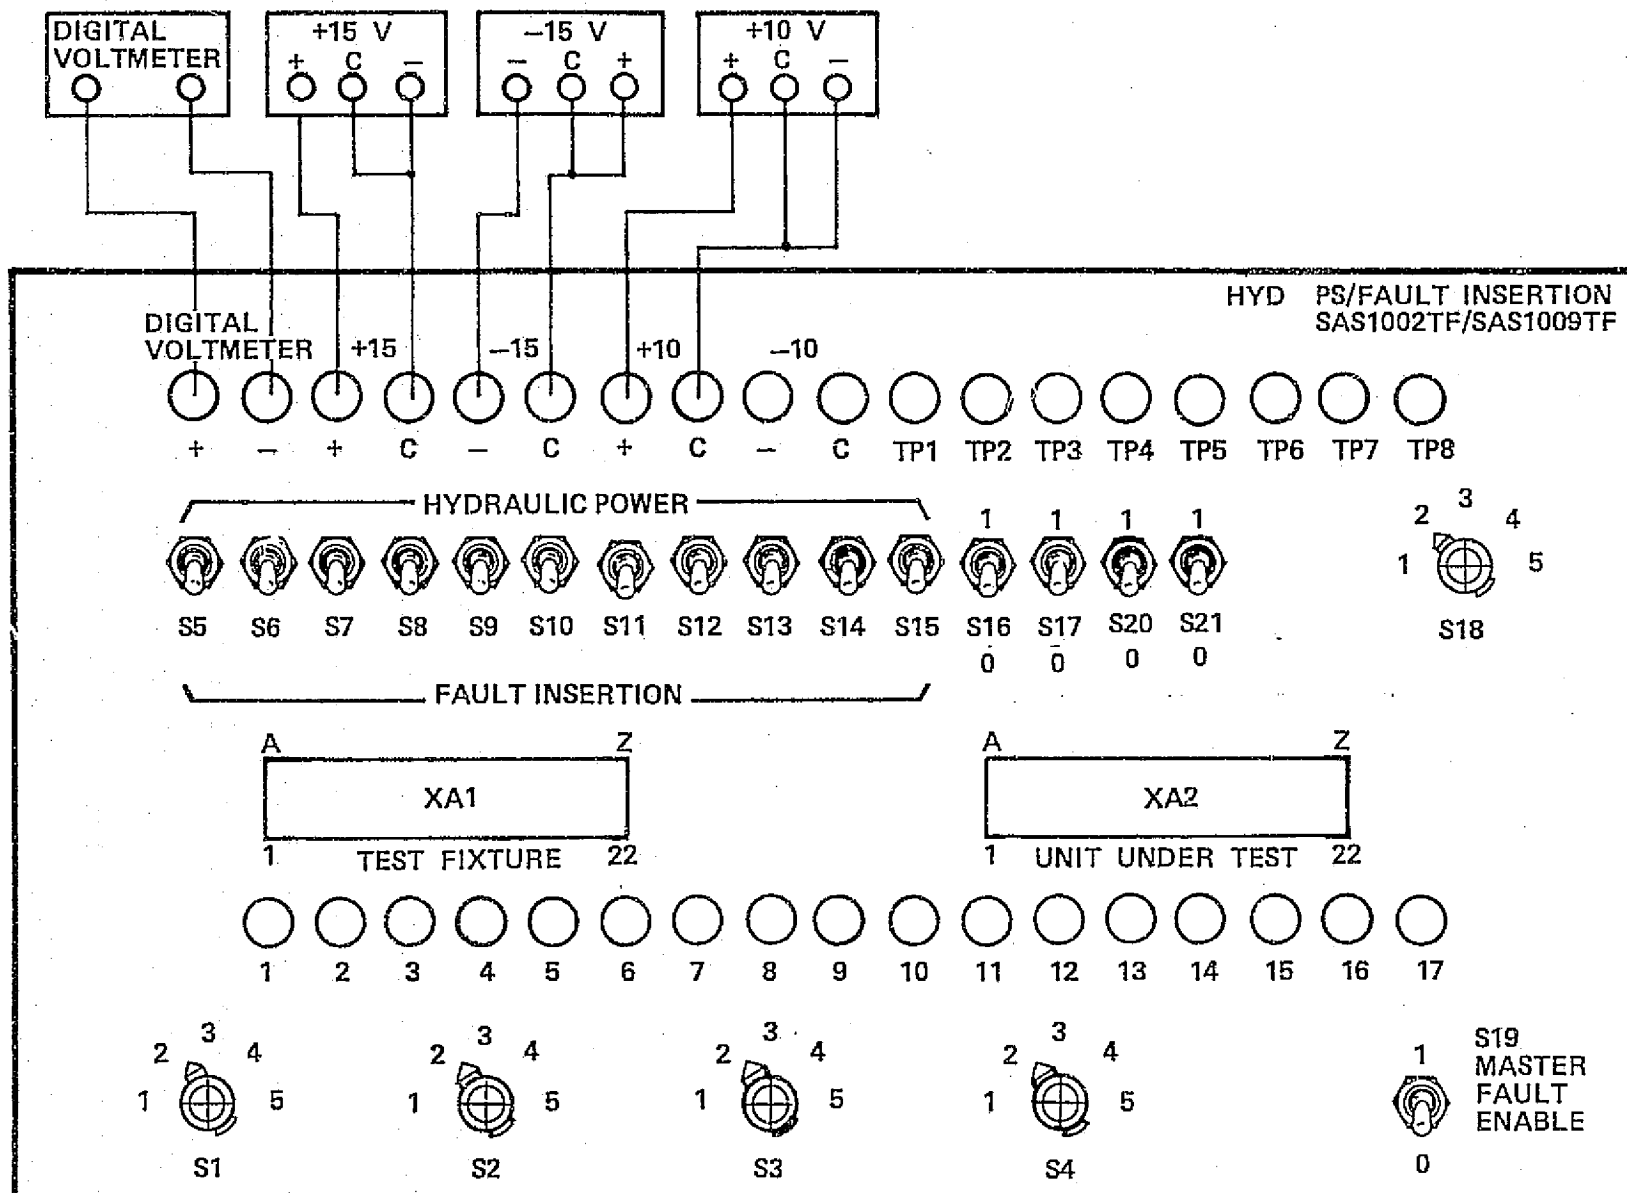 DIGITAL
VOLTMETER
+15 V
+ C −
−15 V
− C +
+10 V
+ C −
HYD PS/FAULT INSERTION
SAS1002TF/SAS1009TF
DIGITAL
VOLTMETER +15 −15 +10 −10
+ − + C − C + C − C TP1 TP2 TP3 TP4 TP5 TP6 TP7 TP8
HYDRAULIC POWER
1 1 1 1
S5 S6 S7 S8 S9 S10 S11 S12 S13 S14 S15 S16 S17 S20 S21
0 0 0 0
1 2 3 4 5
S18
FAULT INSERTION
A Z
XA1
1 TEST FIXTURE 22
A Z
XA2
1 UNIT UNDER TEST 22
1 2 3 4 5 6 7 8 9 10 11 12 13 14 15 16 17
1 2 3 4 5
S1
1 2 3 4 5
S2
1 2 3 4 5
S3
1 2 3 4 5
S4
S19
MASTER
FAULT
ENABLE
1
0